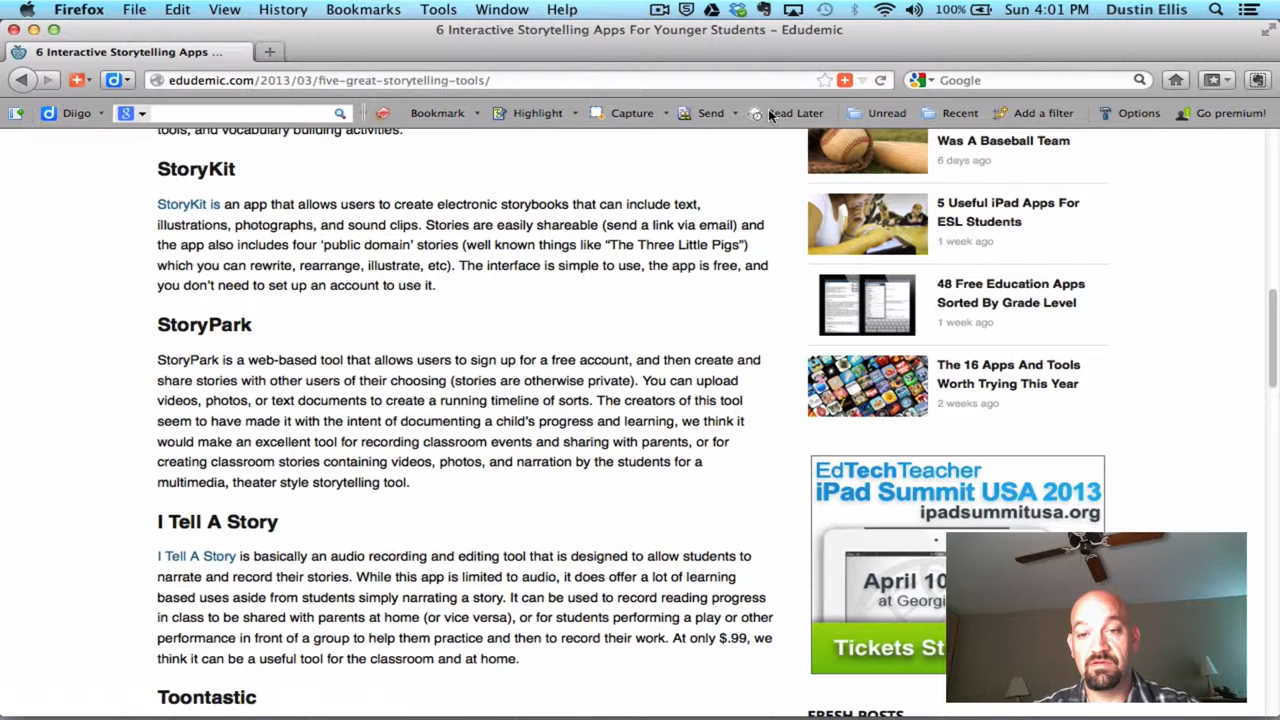 Firefox File Edit View History Bookmarks Tools Window Help 100% Sun 4:01 PM Dustin Ellis
6 Interactive Storytelling Apps For Younger Students – Edudemic
6 Interactive Storytelling Apps ...
edudemic.com/2013/03/five-great-storytelling-tools/ Google
Diigo Bookmark Highlight Capture Send Read Later Unread Recent Add a filter Options Go premium!
tools, and vocabulary building activities.
StoryKit
StoryKit is an app that allows users to create electronic storybooks that can include text,
illustrations, photographs, and sound clips. Stories are easily shareable (send a link via email) and
the app also includes four ‘public domain’ stories (well known things like “The Three Little Pigs”)
which you can rewrite, rearrange, illustrate, etc). The interface is simple to use, the app is free, and
you don’t need to set up an account to use it.
StoryPark
StoryPark is a web-based tool that allows users to sign up for a free account, and then create and
share stories with other users of their choosing (stories are otherwise private). You can upload
videos, photos, or text documents to create a running timeline of sorts. The creators of this tool
seem to have made it with the intent of documenting a child’s progress and learning, we think it
would make an excellent tool for recording classroom events and sharing with parents, or for
creating classroom stories containing videos, photos, and narration by the students for a
multimedia, theater style storytelling tool.
I Tell A Story
I Tell A Story is basically an audio recording and editing tool that is designed to allow students to
narrate and record their stories. While this app is limited to audio, it does offer a lot of learning
based uses aside from students simply narrating a story. It can be used to record reading progress
in class to be shared with parents at home (or vice versa), or for students performing a play or other
performance in front of a group to help them practice and then to record their work. At only $.99, we
think it can be a useful tool for the classroom and at home.
Toontastic
Was A Baseball Team
6 days ago
5 Useful iPad Apps For
ESL Students
1 week ago
48 Free Education Apps
Sorted By Grade Level
1 week ago
The 16 Apps And Tools
Worth Trying This Year
2 weeks ago
EdTechTeacher
iPad Summit USA 2013
ipadsummitusa.org
April 10
at Georgi
Tickets St
FRESH POSTS